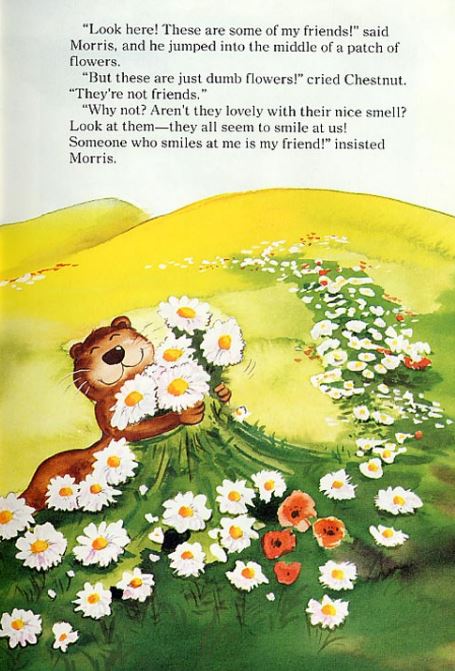 "Look here! These are some of my friends!" said
Morris, and he jumped into the middle of a patch of
flowers.
"But these are just dumb flowers!" cried Chestnut.
"They're not friends."
"Why not? Aren't they lovely with their nice smell?
Look at them—they all seem to smile at us!
Someone who smiles at me is my friend!" insisted
Morris.